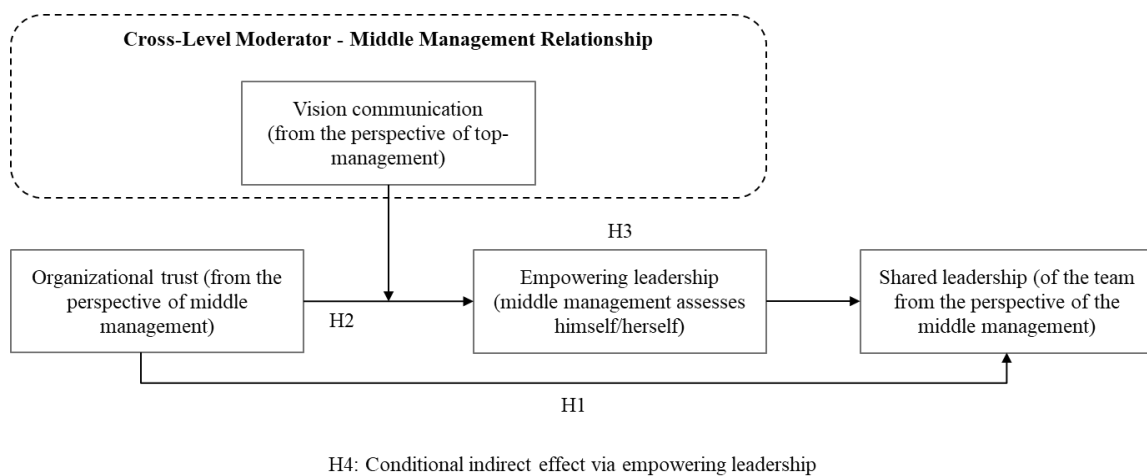 Cross-Level Moderator - Middle Management Relationship
Vision communication
(from the perspective of top-
management)
H3
Organizational trust (from the
perspective of middle
management)
H2
Empowering leadership
(middle management assesses
himself/herself)
Shared leadership (of the team
from the perspective of the
middle management)
H1
H4: Conditional indirect effect via empowering leadership